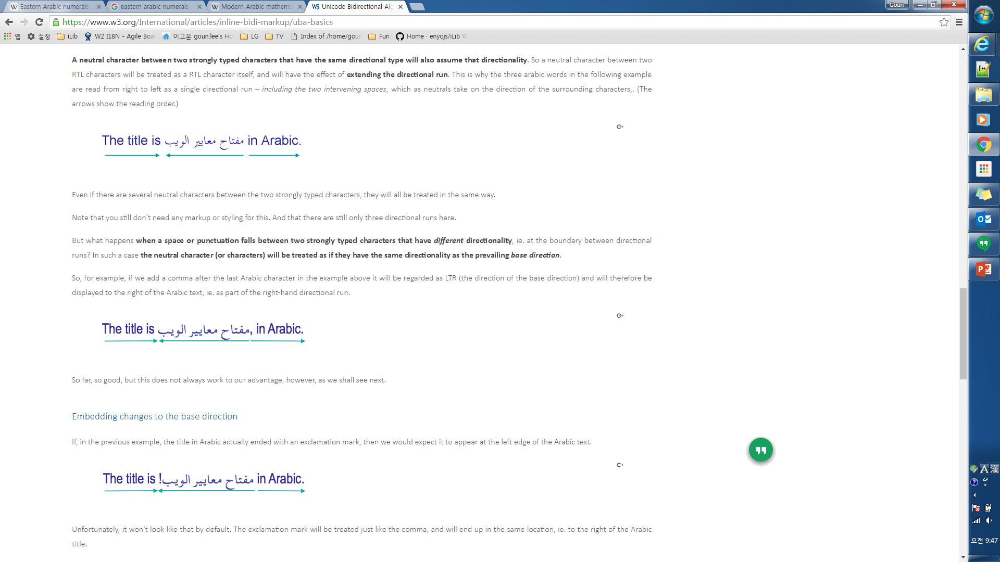 Eastern Arabic numerals
eastern arabic numerals -
Modern Arabic mathema
W3 Unicode Bidirectional Alg
Goun
https://www.w3.org/International/articles/inline-bidi-markup/uba-basics
앱 설정 iLib W2 I18N - Agile Boa 이고운 goun.lee's Ho LG TV Index of /home/gour Fun Home · enyojs/iLib W
A neutral character between two strongly typed characters that have the same directional type will also assume that directionality. So a neutral character between two
RTL characters will be treated as a RTL character itself, and will have the effect of extending the directional run. This is why the three arabic words in the following example
are read from right to left as a single directional run – including the two intervening spaces, which as neutrals take on the direction of the surrounding characters,. (The
arrows show the reading order.)
The title is مفتاح معايير الويب in Arabic.
Even if there are several neutral characters between the two strongly typed characters, they will all be treated in the same way.
Note that you still don't need any markup or styling for this. And that there are still only three directional runs here.
But what happens when a space or punctuation falls between two strongly typed characters that have different directionality, ie. at the boundary between directional
runs? In such a case the neutral character (or characters) will be treated as if they have the same directionality as the prevailing base direction.
So, for example, if we add a comma after the last Arabic character in the example above it will be regarded as LTR (the direction of the base direction) and will therefore be
displayed to the right of the Arabic text, ie. as part of the right-hand directional run.
The title is مفتاح معايير الويب, in Arabic.
So far, so good, but this does not always work to our advantage, however, as we shall see next.
Embedding changes to the base direction
If, in the previous example, the title in Arabic actually ended with an exclamation mark, then we would expect it to appear at the left edge of the Arabic text.
The title is مفتاح معايير الويب! in Arabic.
Unfortunately, it won't look like that by default. The exclamation mark will be treated just like the comma, and will end up in the same location, ie. to the right of the Arabic
title.
A 漢
오전 9:47